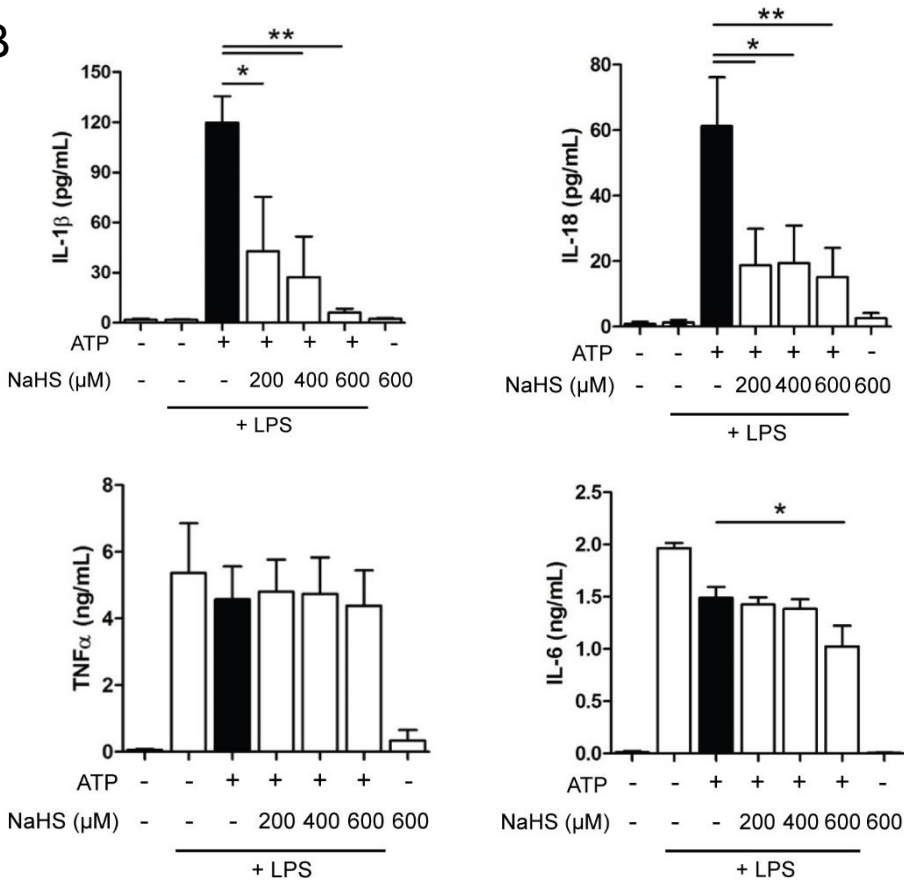 B
**
*
150
120
90
60
30
0
IL-1β (pg/mL)
ATP - - + + + + -
NaHS (μM) - - - 200 400 600 600
+ LPS
**
*
80
60
40
20
0
IL-18 (pg/mL)
ATP - - + + + + -
NaHS (μM) - - - 200 400 600 600
+ LPS
8
6
4
2
0
TNFα (ng/mL)
ATP - - + + + + -
NaHS (μM) - - - 200 400 600 600
+ LPS
*
2.5
2.0
1.5
1.0
0.5
0.0
IL-6 (ng/mL)
ATP - - + + + + -
NaHS (μM) - - - 200 400 600 600
+ LPS